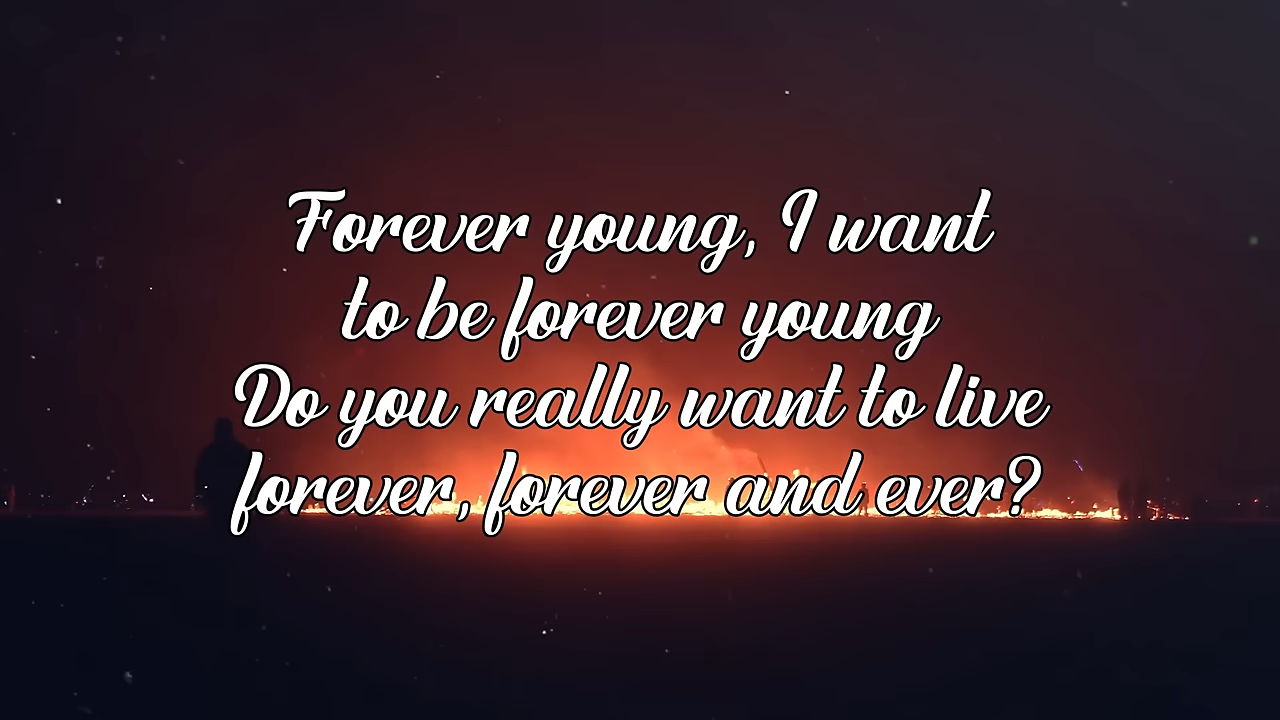 Forever young, I want
to be forever young
Do you really want to live
forever, forever and ever?